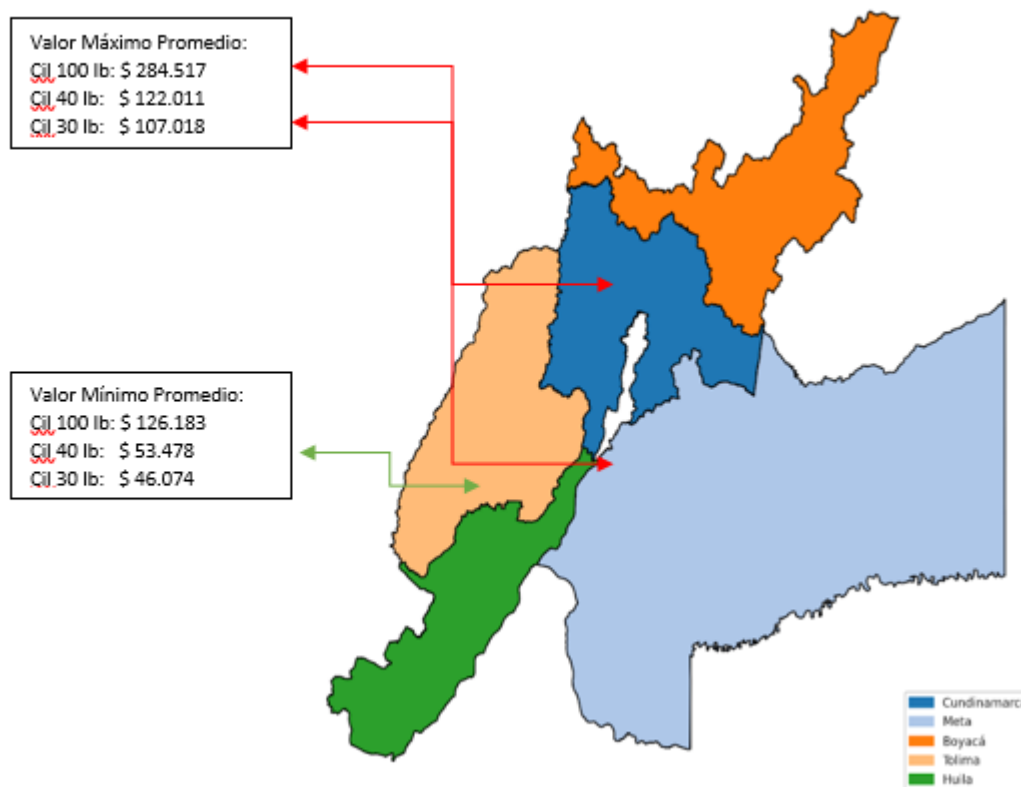 Valor Máximo Promedio:
Cil 100 lb: $ 284.517
Cil 40 lb: $ 122.011
Cil 30 lb: $ 107.018
Valor Mínimo Promedio:
Cil 100 lb: $ 126.183
Cil 40 lb: $ 53.478
Cil 30 lb: $ 46.074
Cundinamarc
Meta
Boyacá
Tolima
Huila